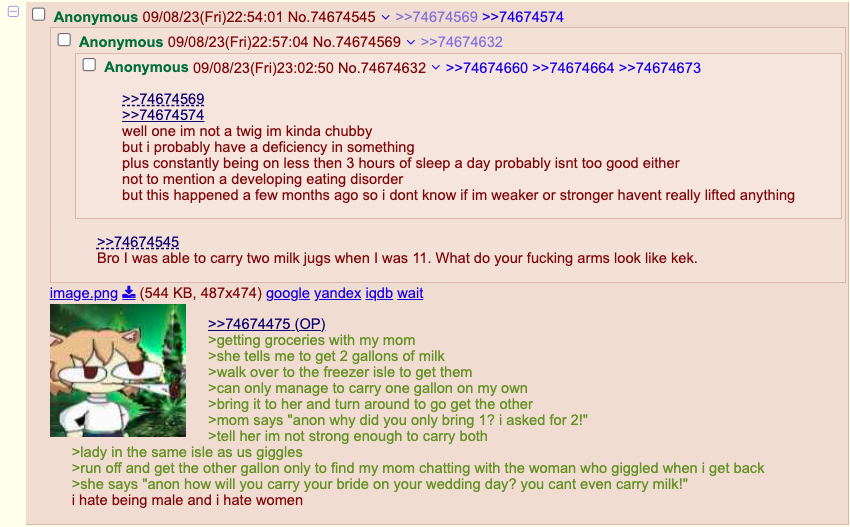 Anonymous 09/08/23(Fri)22:54:01 No.74674545 >>74674569 >>74674574
Anonymous 09/08/23(Fri)22:57:04 No.74674569 >>74674632
Anonymous 09/08/23(Fri)23:02:50 No.74674632 >>74674660 >>74674664 >>74674673
>>74674569
>>74674574
well one im not a twig im kinda chubby
but i probably have a deficiency in something
plus constantly being on less then 3 hours of sleep a day probably isnt too good either
not to mention a developing eating disorder
but this happened a few months ago so i dont know if im weaker or stronger havent really lifted anything
>>74674545
Bro I was able to carry two milk jugs when I was 11. What do your fucking arms look like kek.
image.png (544 KB, 487x474) google yandex iqdb wait
>>74674475 (OP)
>getting groceries with my mom
>she tells me to get 2 gallons of milk
>walk over to the freezer isle to get them
>can only manage to carry one gallon on my own
>bring it to her and turn around to go get the other
>mom says "anon why did you only bring 1? i asked for 2!"
>tell her im not strong enough to carry both
>lady in the same isle as us giggles
>run off and get the other gallon only to find my mom chatting with the woman who giggled when i get back
>she says "anon how will you carry your bride on your wedding day? you cant even carry milk!"
i hate being male and i hate women